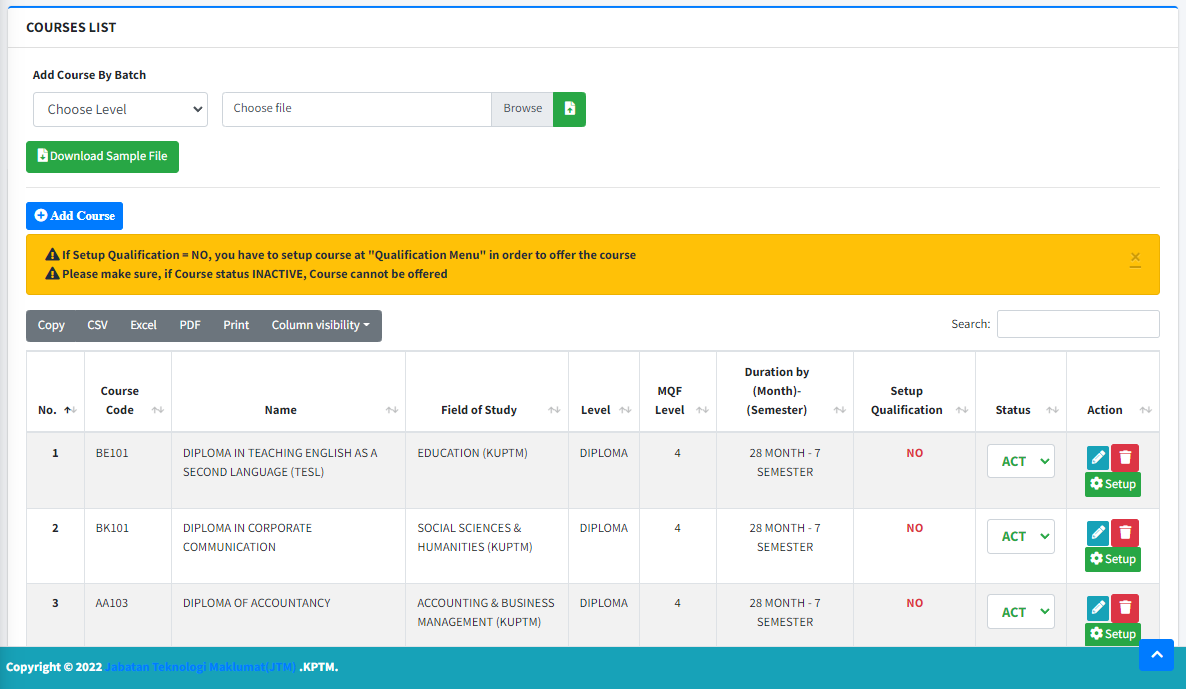 COURSES LIST
Add Course By Batch
Choose Level
Choose file
Browse
Download Sample File
Add Course
If Setup Qualification = NO, you have to setup course at "Qualification Menu" in order to offer the course
×
Please make sure, if Course status INACTIVE, Course cannot be offered
Copy CSV Excel PDF Print Column visibility
Search:
No.
Course
Code
Name
Field of Study
Level
MQF
Level
Duration by
(Month)-
(Semester)
Setup
Qualification
Status
Action
1
BE101
DIPLOMA IN TEACHING ENGLISH AS A
SECOND LANGUAGE (TESL)
EDUCATION (KUPTM)
DIPLOMA
4
28 MONTH - 7
SEMESTER
NO
ACT
Setup
2
BK101
DIPLOMA IN CORPORATE
COMMUNICATION
SOCIAL SCIENCES &
HUMANITIES (KUPTM)
DIPLOMA
4
28 MONTH - 7
SEMESTER
NO
ACT
Setup
3
AA103
DIPLOMA OF ACCOUNTANCY
ACCOUNTING & BUSINESS
MANAGEMENT (KUPTM)
DIPLOMA
4
28 MONTH - 7
SEMESTER
NO
ACT
Setup
Copyright © 2022 Jabatan Teknologi Maklumat(JTM) .KPTM.